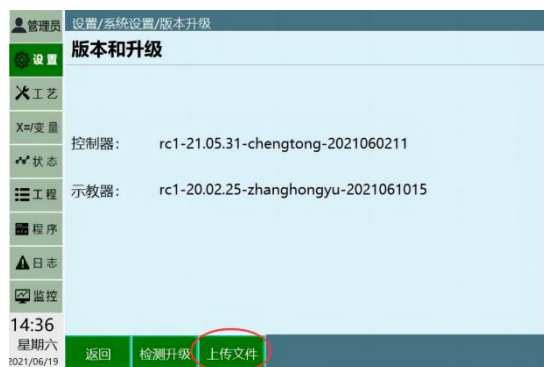 管理员
设置/系统设置/版本升级
设置
版本和升级
工艺
X=/变量
控制器: rc1-21.05.31-chengtong-2021060211
状态
示教器: rc1-20.02.25-zhanghongyu-2021061015
工程
程序
日志
监控
14:36
星期六
2021/06/19
返回 检测升级 上传文件